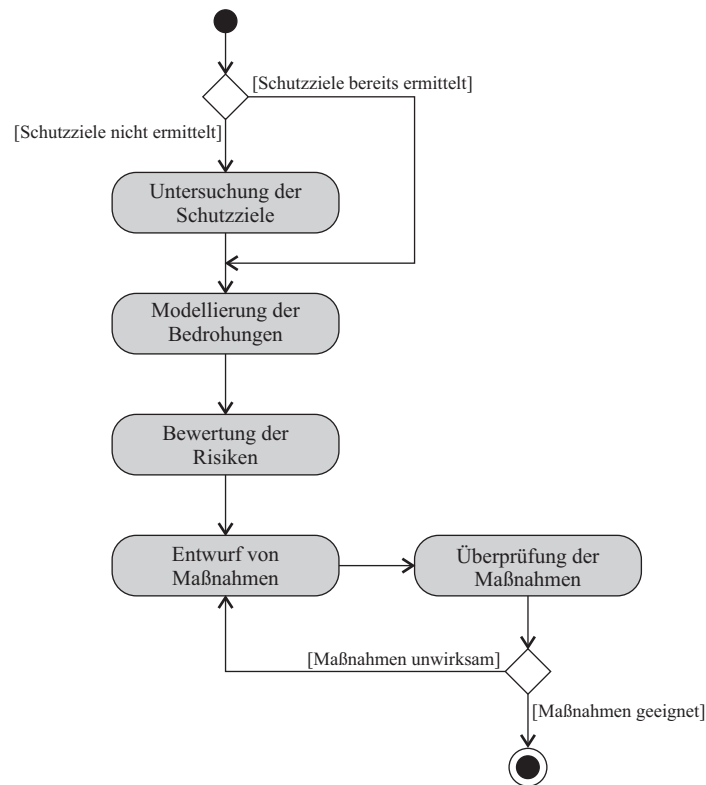 [Schutzziele bereits ermittelt]
[Schutzziele nicht ermittelt]
Untersuchung der
Schutzziele
Modellierung der
Bedrohungen
Bewertung der
Risiken
Entwurf von
Maßnahmen
Überprüfung der
Maßnahmen
[Maßnahmen unwirksam]
[Maßnahmen geeignet]